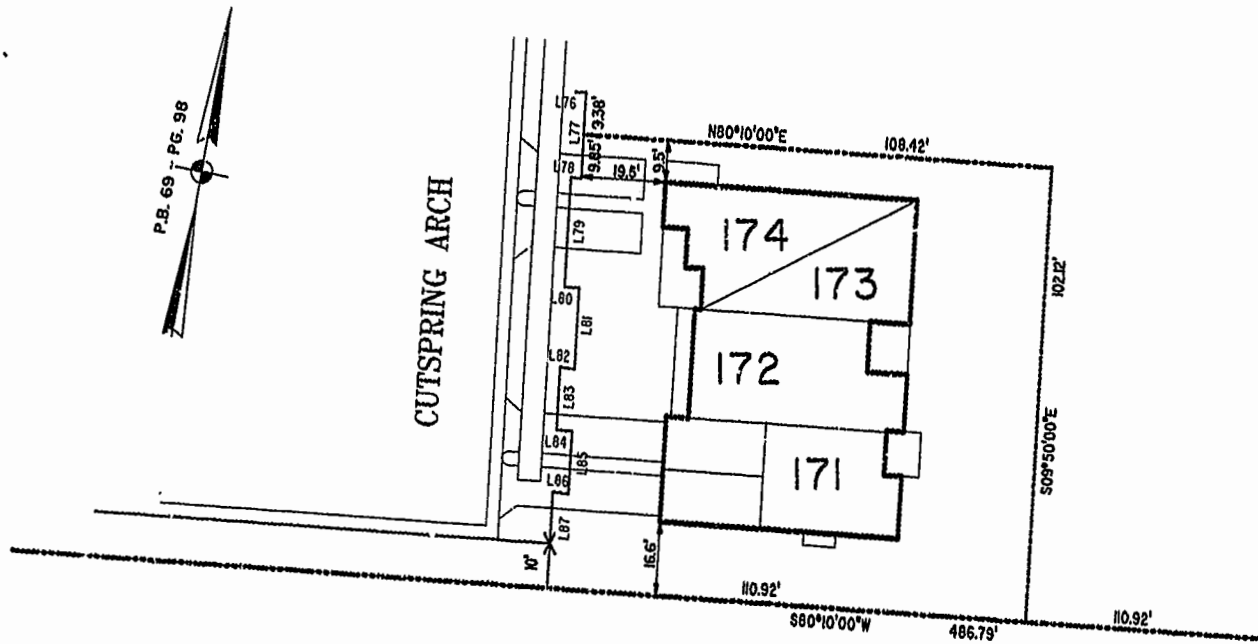 P.B. 69 - PG. 98
CUTSPRING ARCH
L76
L77
3.38'
9.85'
L78
19.5'
9.5'
N80°10'00"E
108.42'
L79
L80
L81
L82
L83
L84
L85
L86
L87
174
173
172
171
102.12'
S09°50'00"E
10'
16.6'
110.92'
S80°10'00"W
486.79'
110.92'